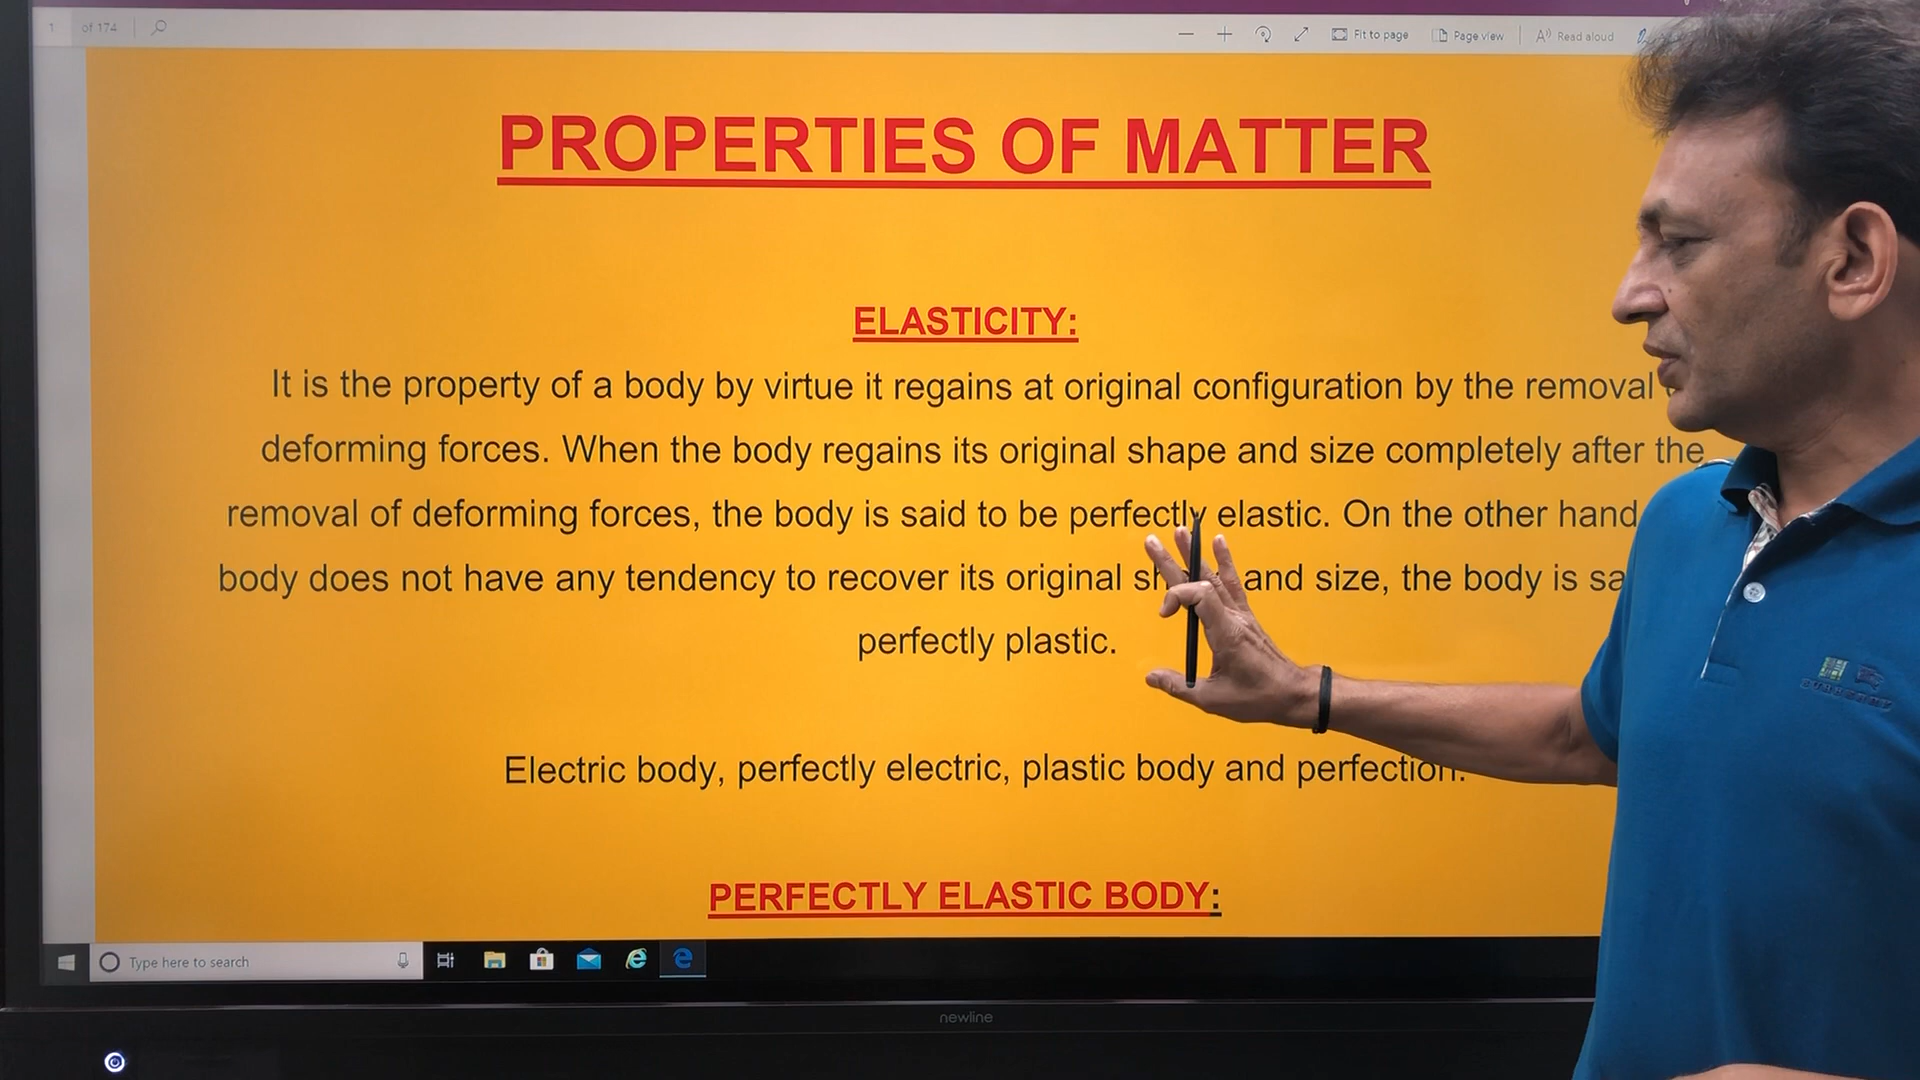 1 of 174
Fit to page
Page view
Read aloud
PROPERTIES OF MATTER
ELASTICITY:
It is the property of a body by virtue it regains at original configuration by the removal
deforming forces. When the body regains its original shape and size completely after the
removal of deforming forces, the body is said to be perfectly elastic. On the other hand
body does not have any tendency to recover its original and size, the body is
perfectly plastic.
Electric body, perfectly electric, plastic body and perfection.
PERFECTLY ELASTIC BODY:
Type here to search
newline